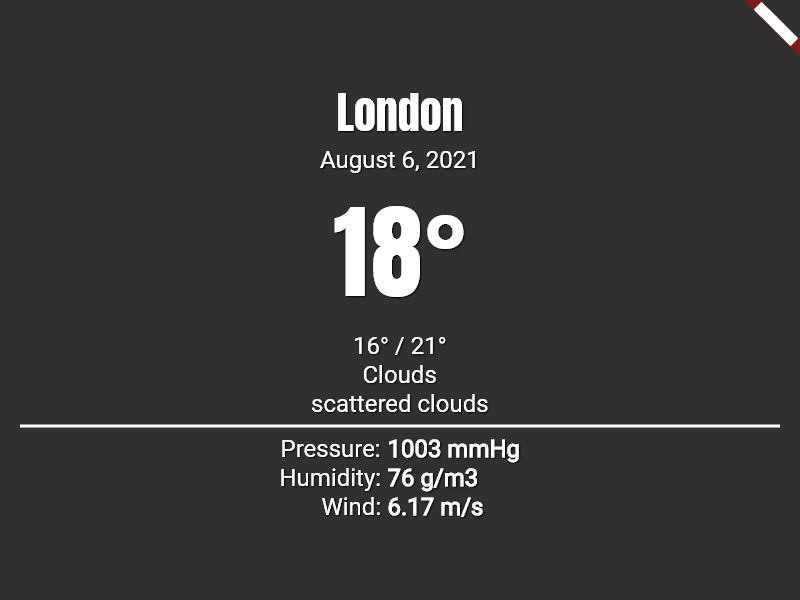 London
August 6, 2021
18°
16° / 21°
Clouds
scattered clouds
Pressure: 1003 mmHg
Humidity: 76 g/m3
Wind: 6.17 m/s